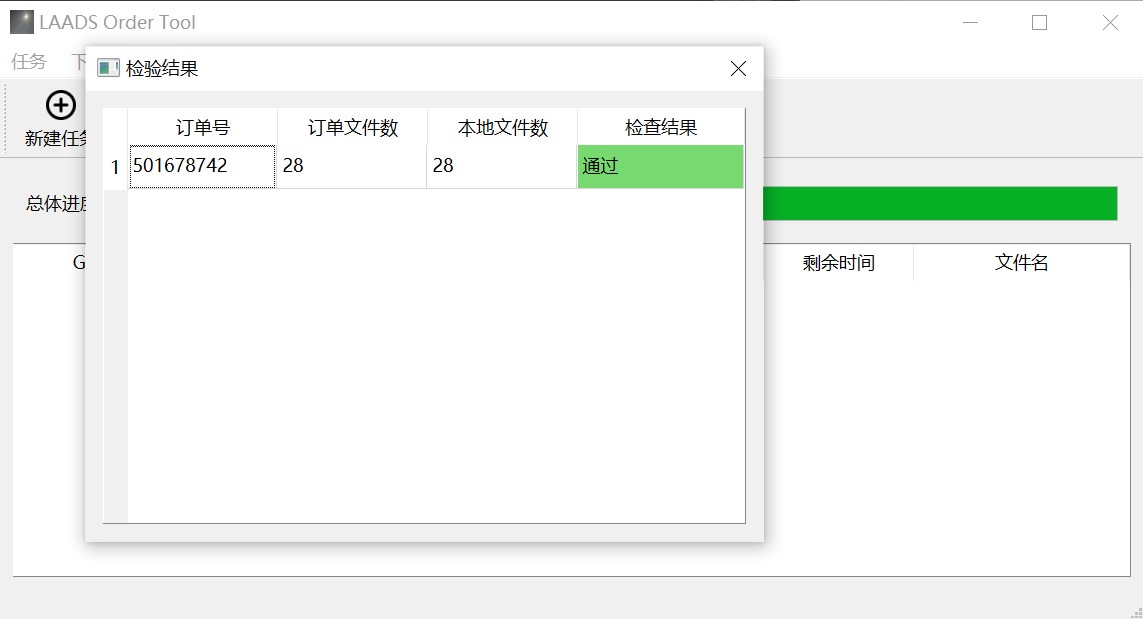 LAADS Order Tool
任务 下
检验结果
新建任务
订单号 订单文件数 本地文件数 检查结果
1 501678742 28 28 通过
总体进度
G 剩余时间 文件名